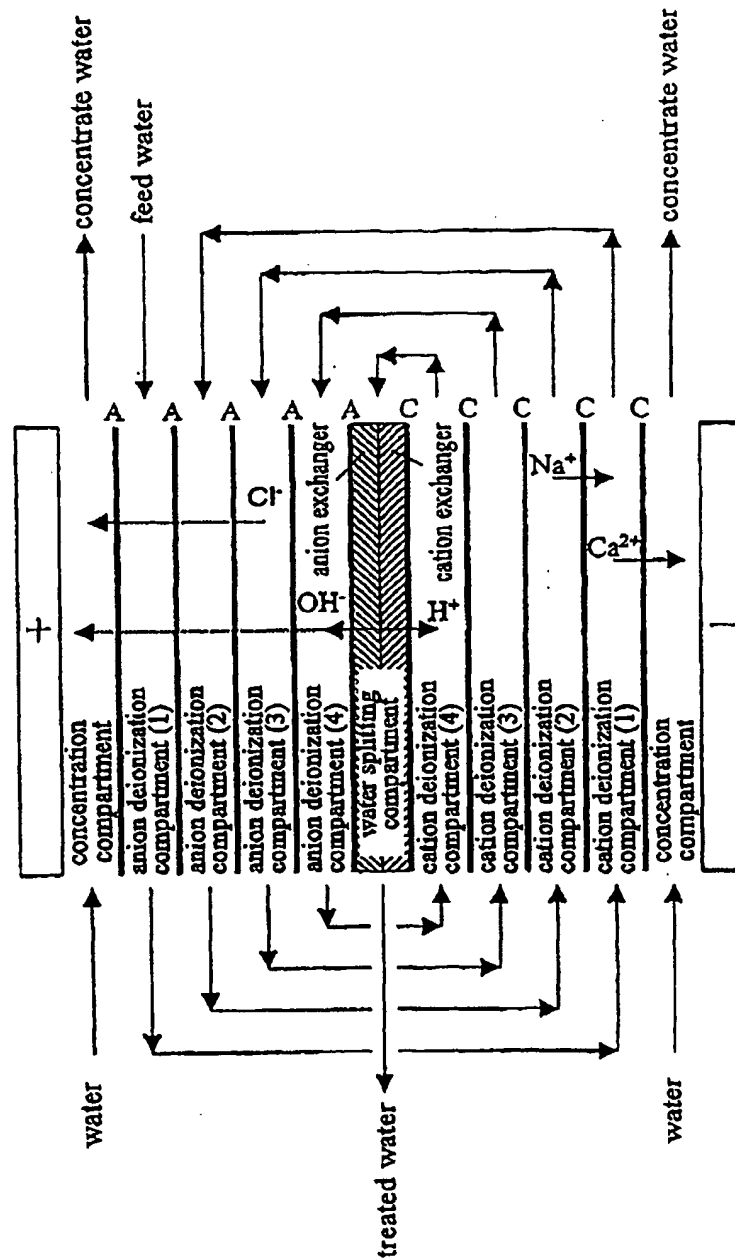 concentrate water
feed water
concentrate water
A
A
A
A
A
C
C
C
C
C
anion exchanger
cation exchanger
Cl-
OH-
H+
Na+
Ca2+
+
−
concentration
compartment
anion deionization
compartment (1)
anion deionization
compartment (2)
anion deionization
compartment (3)
anion deionization
compartment (4)
water splitting
compartment
cation deionization
compartment (4)
cation deionization
compartment (3)
cation deionization
compartment (2)
cation deionization
compartment (1)
concentration
compartment
water
treated water
water